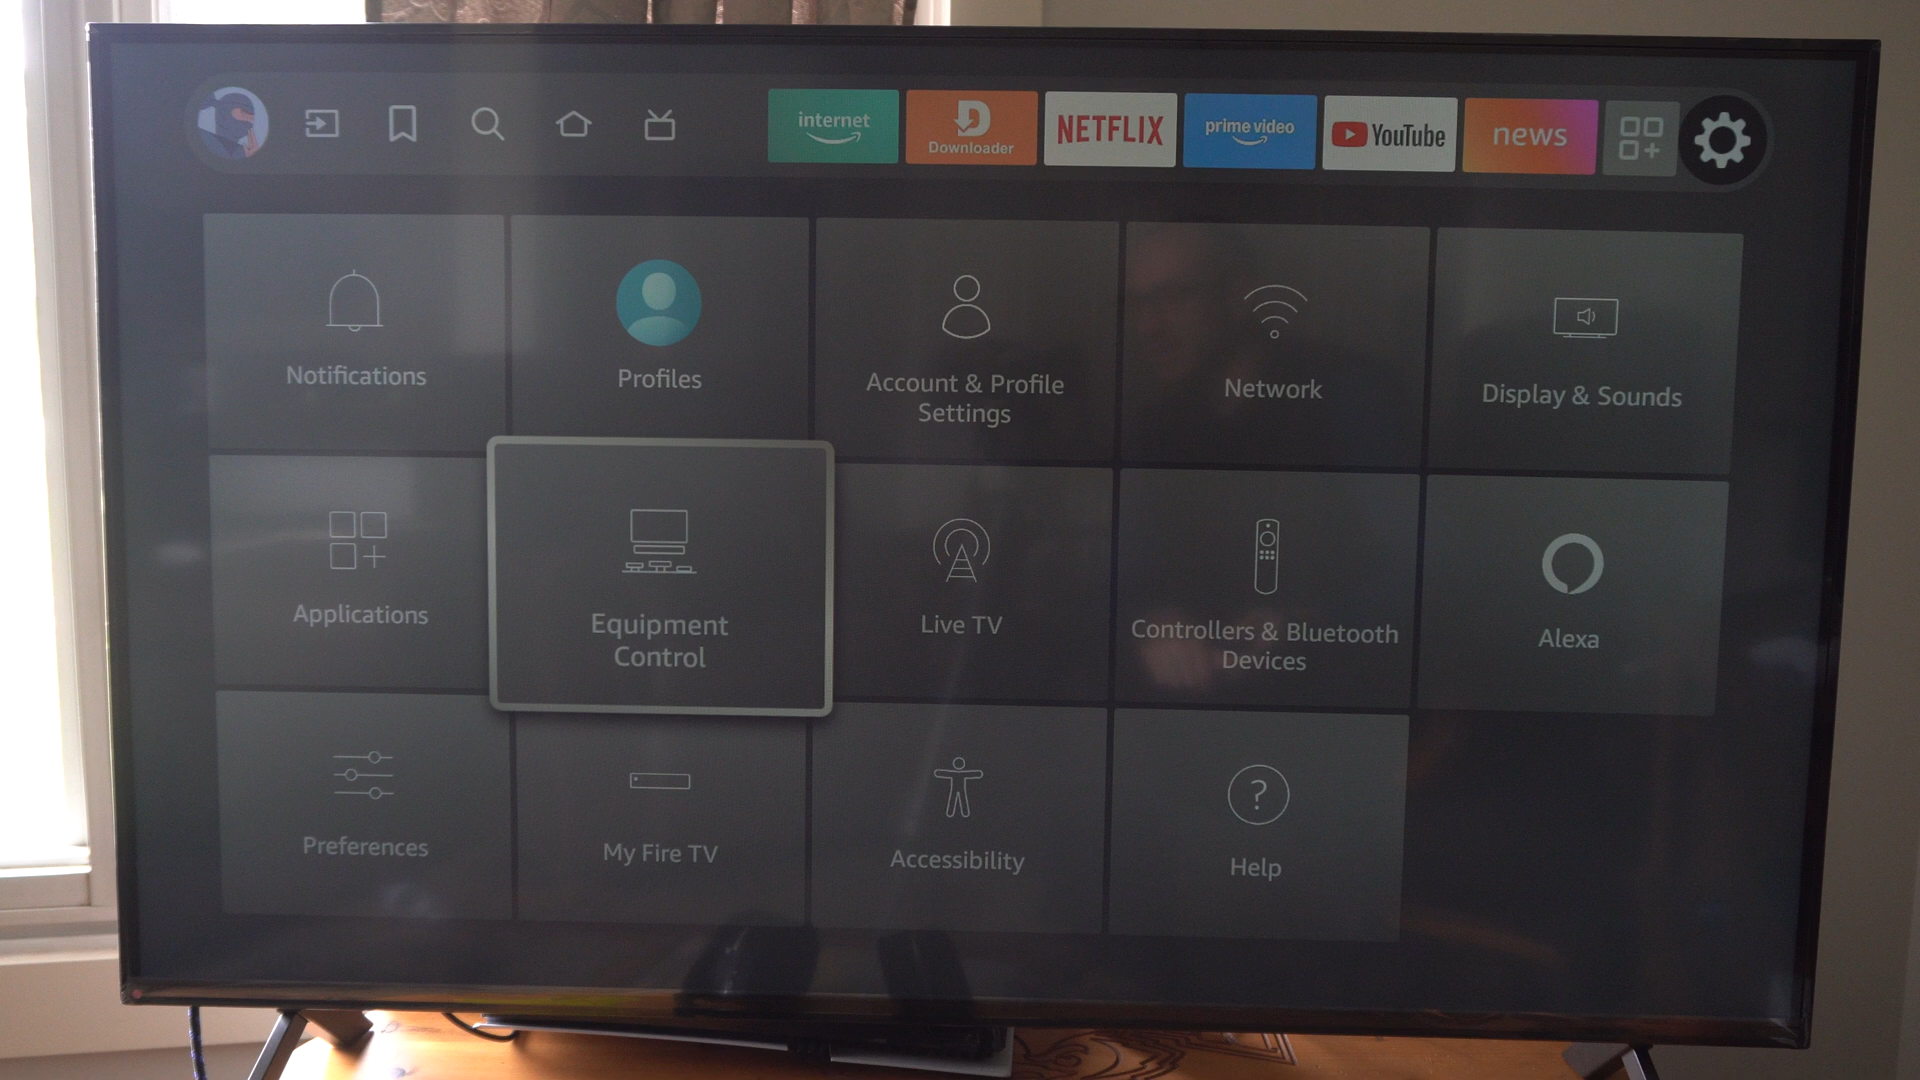 internet
Downloader
NETFLIX
prime video
YouTube
news
Notifications
Profiles
Account & Profile
Settings
Network
Display & Sounds
Applications
Equipment
Control
Live TV
Controllers & Bluetooth
Devices
Alexa
Preferences
My Fire TV
Accessibility
Help